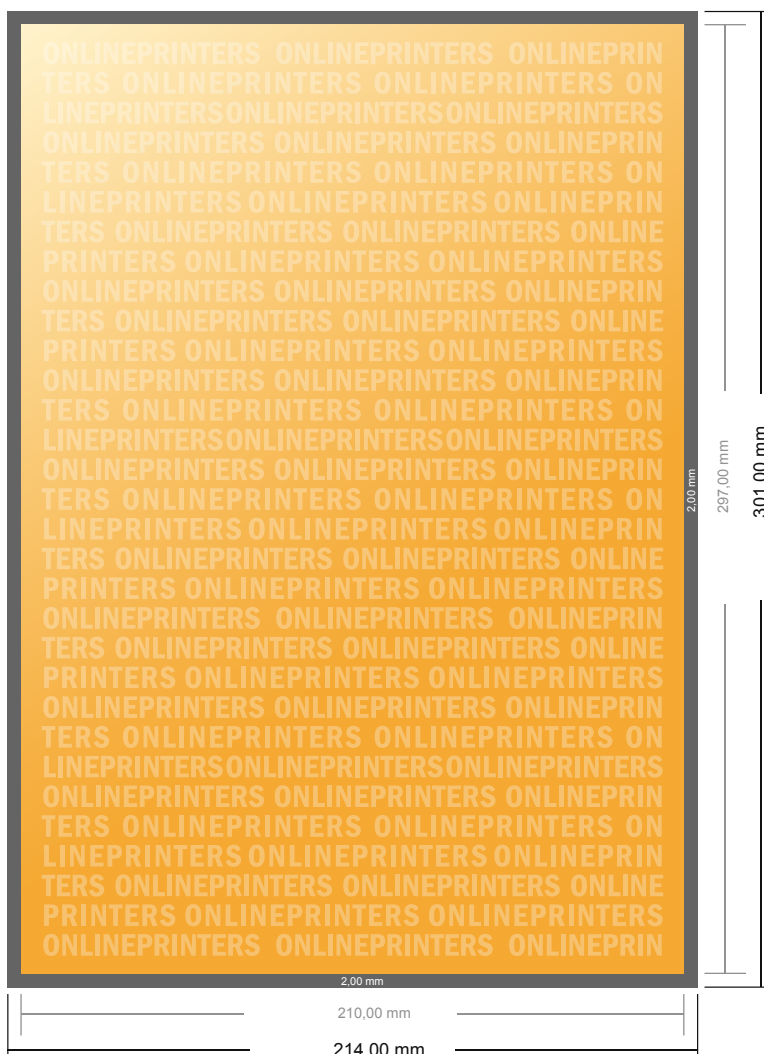 ONLINEPRINTERS ONLINEPRINTERS ONLINEPRIN
TERS ONLINEPRINTERS ONLINEPRINTERS ON
LINEPRINTERSONLINEPRINTERSONLINEPRINTERS
ONLINEPRINTERS ONLINEPRINTERS ONLINEPRIN
TERS ONLINEPRINTERS ONLINEPRINTERS ON
LINEPRINTERS ONLINEPRINTERS ONLINEPRIN
TERS ONLINEPRINTERS ONLINEPRINTERS ONLINE
PRINTERS ONLINEPRINTERS ONLINEPRINTERS
ONLINEPRINTERS ONLINEPRINTERS ONLINEPRIN
TERS ONLINEPRINTERS ONLINEPRINTERS ONLINE
PRINTERS ONLINEPRINTERS ONLINEPRINTERS
ONLINEPRINTERS ONLINEPRINTERS ONLINEPRIN
TERS ONLINEPRINTERS ONLINEPRINTERS ON
LINEPRINTERSONLINEPRINTERSONLINEPRINTERS
ONLINEPRINTERS ONLINEPRINTERS ONLINEPRIN
TERS ONLINEPRINTERS ONLINEPRINTERS ON
LINEPRINTERS ONLINEPRINTERS ONLINEPRIN
TERS ONLINEPRINTERS ONLINEPRINTERS ONLINE
PRINTERS ONLINEPRINTERS ONLINEPRINTERS
ONLINEPRINTERS ONLINEPRINTERS ONLINEPRIN
TERS ONLINEPRINTERS ONLINEPRINTERS ONLINE
PRINTERS ONLINEPRINTERS ONLINEPRINTERS
ONLINEPRINTERS ONLINEPRINTERS ONLINEPRIN
TERS ONLINEPRINTERS ONLINEPRINTERS ON
LINEPRINTERSONLINEPRINTERSONLINEPRINTERS
ONLINEPRINTERS ONLINEPRINTERS ONLINEPRIN
TERS ONLINEPRINTERS ONLINEPRINTERS ON
LINEPRINTERS ONLINEPRINTERS ONLINEPRIN
TERS ONLINEPRINTERS ONLINEPRINTERS ONLINE
PRINTERS ONLINEPRINTERS ONLINEPRINTERS
ONLINEPRINTERS ONLINEPRINTERS ONLINEPRIN
2,00 mm
297,00 mm
301,00 mm
2,00 mm
210,00 mm
214,00 mm